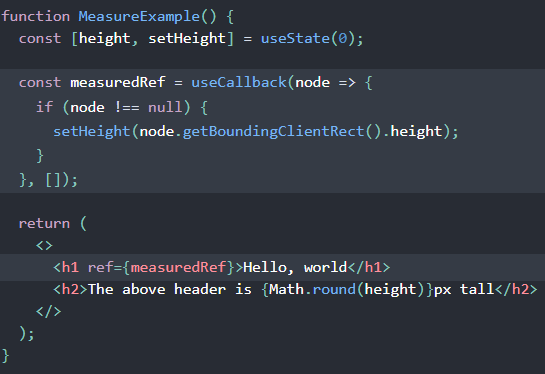 function MeasureExample() {
  const [height, setHeight] = useState(0);

  const measuredRef = useCallback(node => {
    if (node !== null) {
      setHeight(node.getBoundingClientRect().height);
    }
  }, []);

  return (
    <>
      <h1 ref={measuredRef}>Hello, world</h1>
      <h2>The above header is {Math.round(height)}px tall</h2>
    </>
  );
}